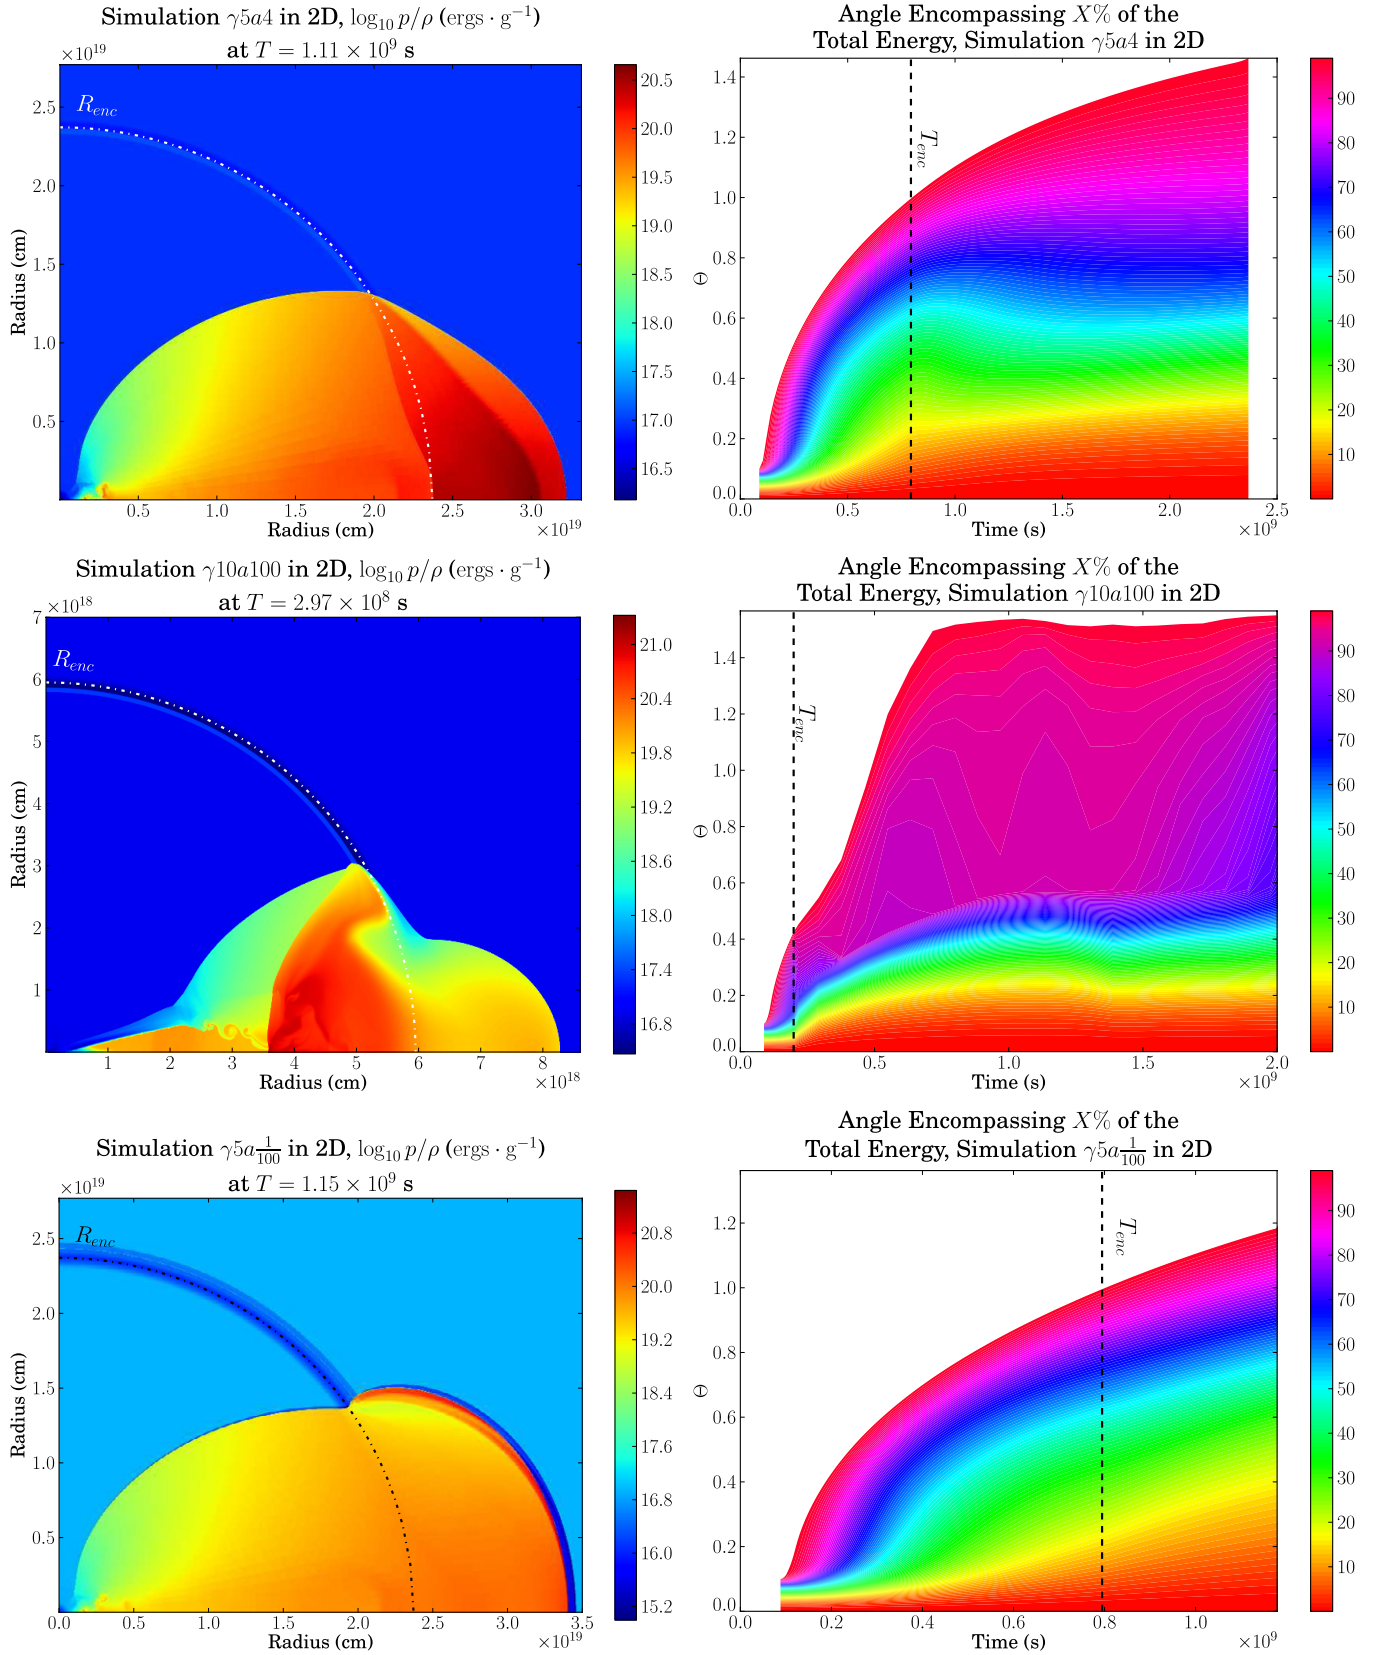 Simulation γ5a4 in 2D, log₁₀ p/ρ (ergs · g⁻¹)
at T = 1.11 × 10⁹ s
×10¹⁹
R_enc
2.5
2.0
1.5
1.0
0.5
Radius (cm)
0.5 1.0 1.5 2.0 2.5 3.0
Radius (cm)
×10¹⁹
20.5
20.0
19.5
19.0
18.5
18.0
17.5
17.0
16.5
Angle Encompassing X% of the
Total Energy, Simulation γ5a4 in 2D
T_enc
1.4
1.2
1.0
0.8
0.6
0.4
0.2
0.0
Θ
0.0 0.5 1.0 1.5 2.0 2.5
Time (s)
×10⁹
90
80
70
60
50
40
30
20
10
Simulation γ10a100 in 2D, log₁₀ p/ρ (ergs · g⁻¹)
at T = 2.97 × 10⁸ s
×10¹⁸
R_enc
7
6
5
4
3
2
1
Radius (cm)
1 2 3 4 5 6 7 8
Radius (cm)
×10¹⁸
21.0
20.4
19.8
19.2
18.6
18.0
17.4
16.8
Angle Encompassing X% of the
Total Energy, Simulation γ10a100 in 2D
T_enc
1.4
1.2
1.0
0.8
0.6
0.4
0.2
0.0
Θ
0.0 0.5 1.0 1.5 2.0
Time (s)
×10⁹
90
80
70
60
50
40
30
20
10
Simulation γ5a1/100 in 2D, log₁₀ p/ρ (ergs · g⁻¹)
at T = 1.15 × 10⁹ s
×10¹⁹
R_enc
2.5
2.0
1.5
1.0
0.5
Radius (cm)
0.0 0.5 1.0 1.5 2.0 2.5 3.0 3.5
Radius (cm)
×10¹⁹
20.8
20.0
19.2
18.4
17.6
16.8
16.0
15.2
Angle Encompassing X% of the
Total Energy, Simulation γ5a1/100 in 2D
T_enc
1.2
1.0
0.8
0.6
0.4
0.2
0.0
Θ
0.0 0.2 0.4 0.6 0.8 1.0
Time (s)
×10⁹
90
80
70
60
50
40
30
20
10